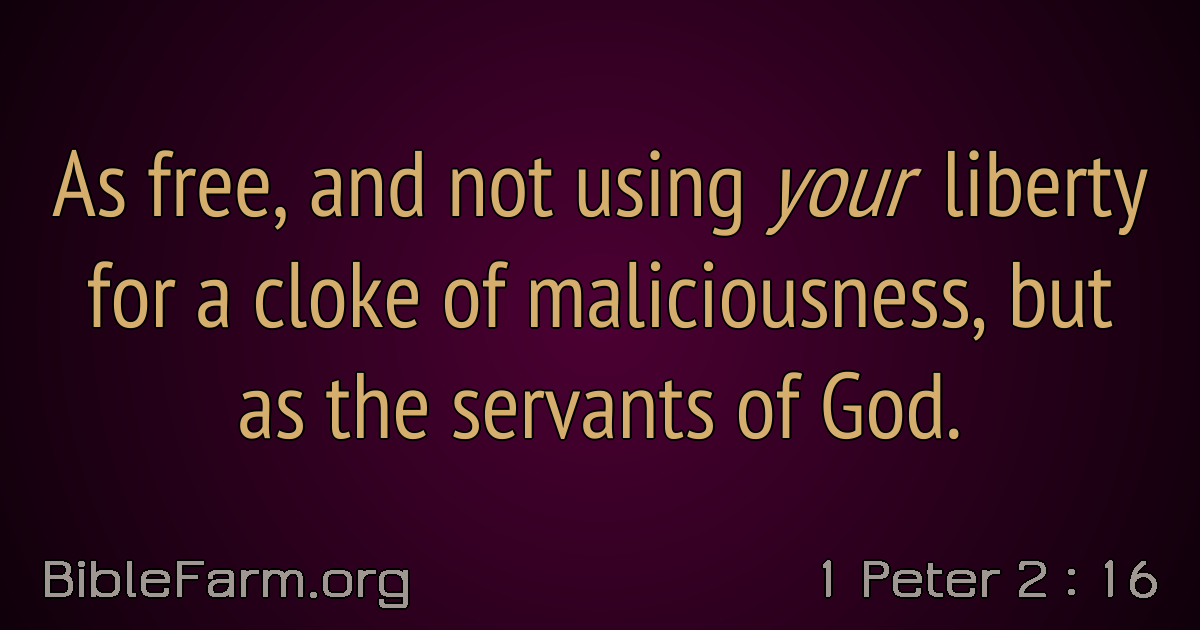 As free, and not using your liberty
for a cloke of maliciousness, but
as the servants of God.
BibleFarm.org
1 Peter 2 : 16